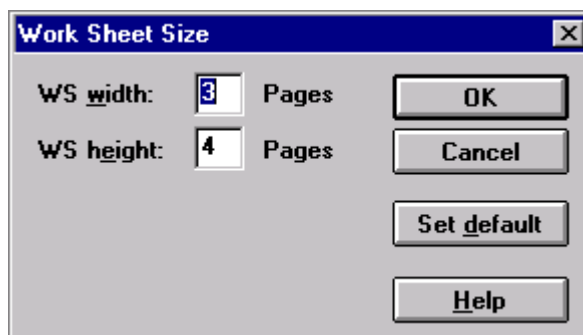 Work Sheet Size
WS width: 3 Pages
OK
WS height: 4 Pages
Cancel
Set default
Help